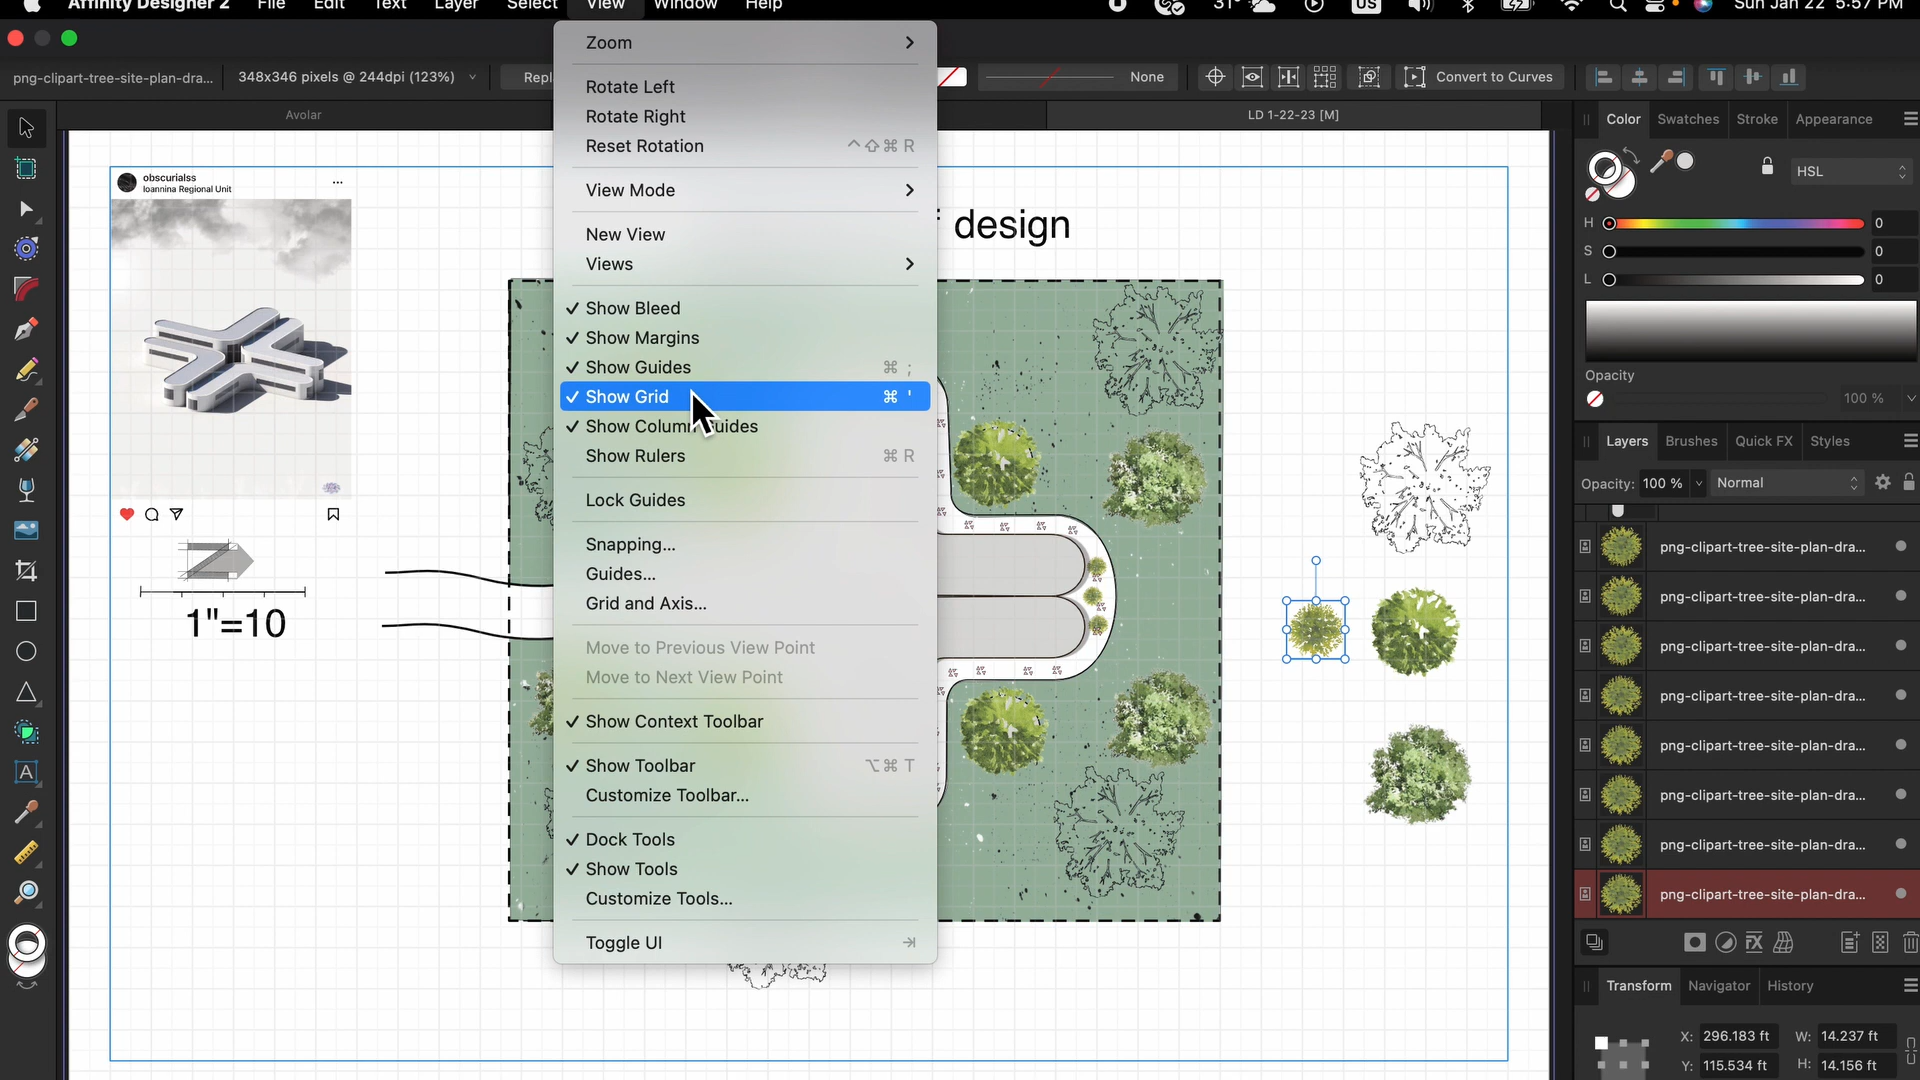 Affinity Designer 2 File Edit Text Layer Select View Window Help
31° US Sun Jan 22 5:57 PM
png-clipart-tree-site-plan-dra... 348x346 pixels @ 244dpi (123%) Repl None Convert to Curves
Avolar LD 1-22-23 [M]
Zoom
Rotate Left
Rotate Right
Reset Rotation ^⇧⌘ R
View Mode
New View
Views
✓ Show Bleed
✓ Show Margins
✓ Show Guides ⌘ ;
✓ Show Grid ⌘ '
✓ Show Column Guides
Show Rulers ⌘ R
Lock Guides
Snapping...
Guides...
Grid and Axis...
Move to Previous View Point
Move to Next View Point
✓ Show Context Toolbar
✓ Show Toolbar ⌥⌘ T
Customize Toolbar...
✓ Dock Tools
✓ Show Tools
Customize Tools...
Toggle UI
obscurialss
Ioannina Regional Unit
...
1"=10
design
Color Swatches Stroke Appearance
HSL
H 0
S 0
L 0
Opacity
100 %
Layers Brushes Quick FX Styles
Opacity: 100 % Normal
png-clipart-tree-site-plan-dra...
png-clipart-tree-site-plan-dra...
png-clipart-tree-site-plan-dra...
png-clipart-tree-site-plan-dra...
png-clipart-tree-site-plan-dra...
png-clipart-tree-site-plan-dra...
png-clipart-tree-site-plan-dra...
png-clipart-tree-site-plan-dra...
Transform Navigator History
X: 296.183 ft W: 14.237 ft
Y: 115.534 ft H: 14.156 ft